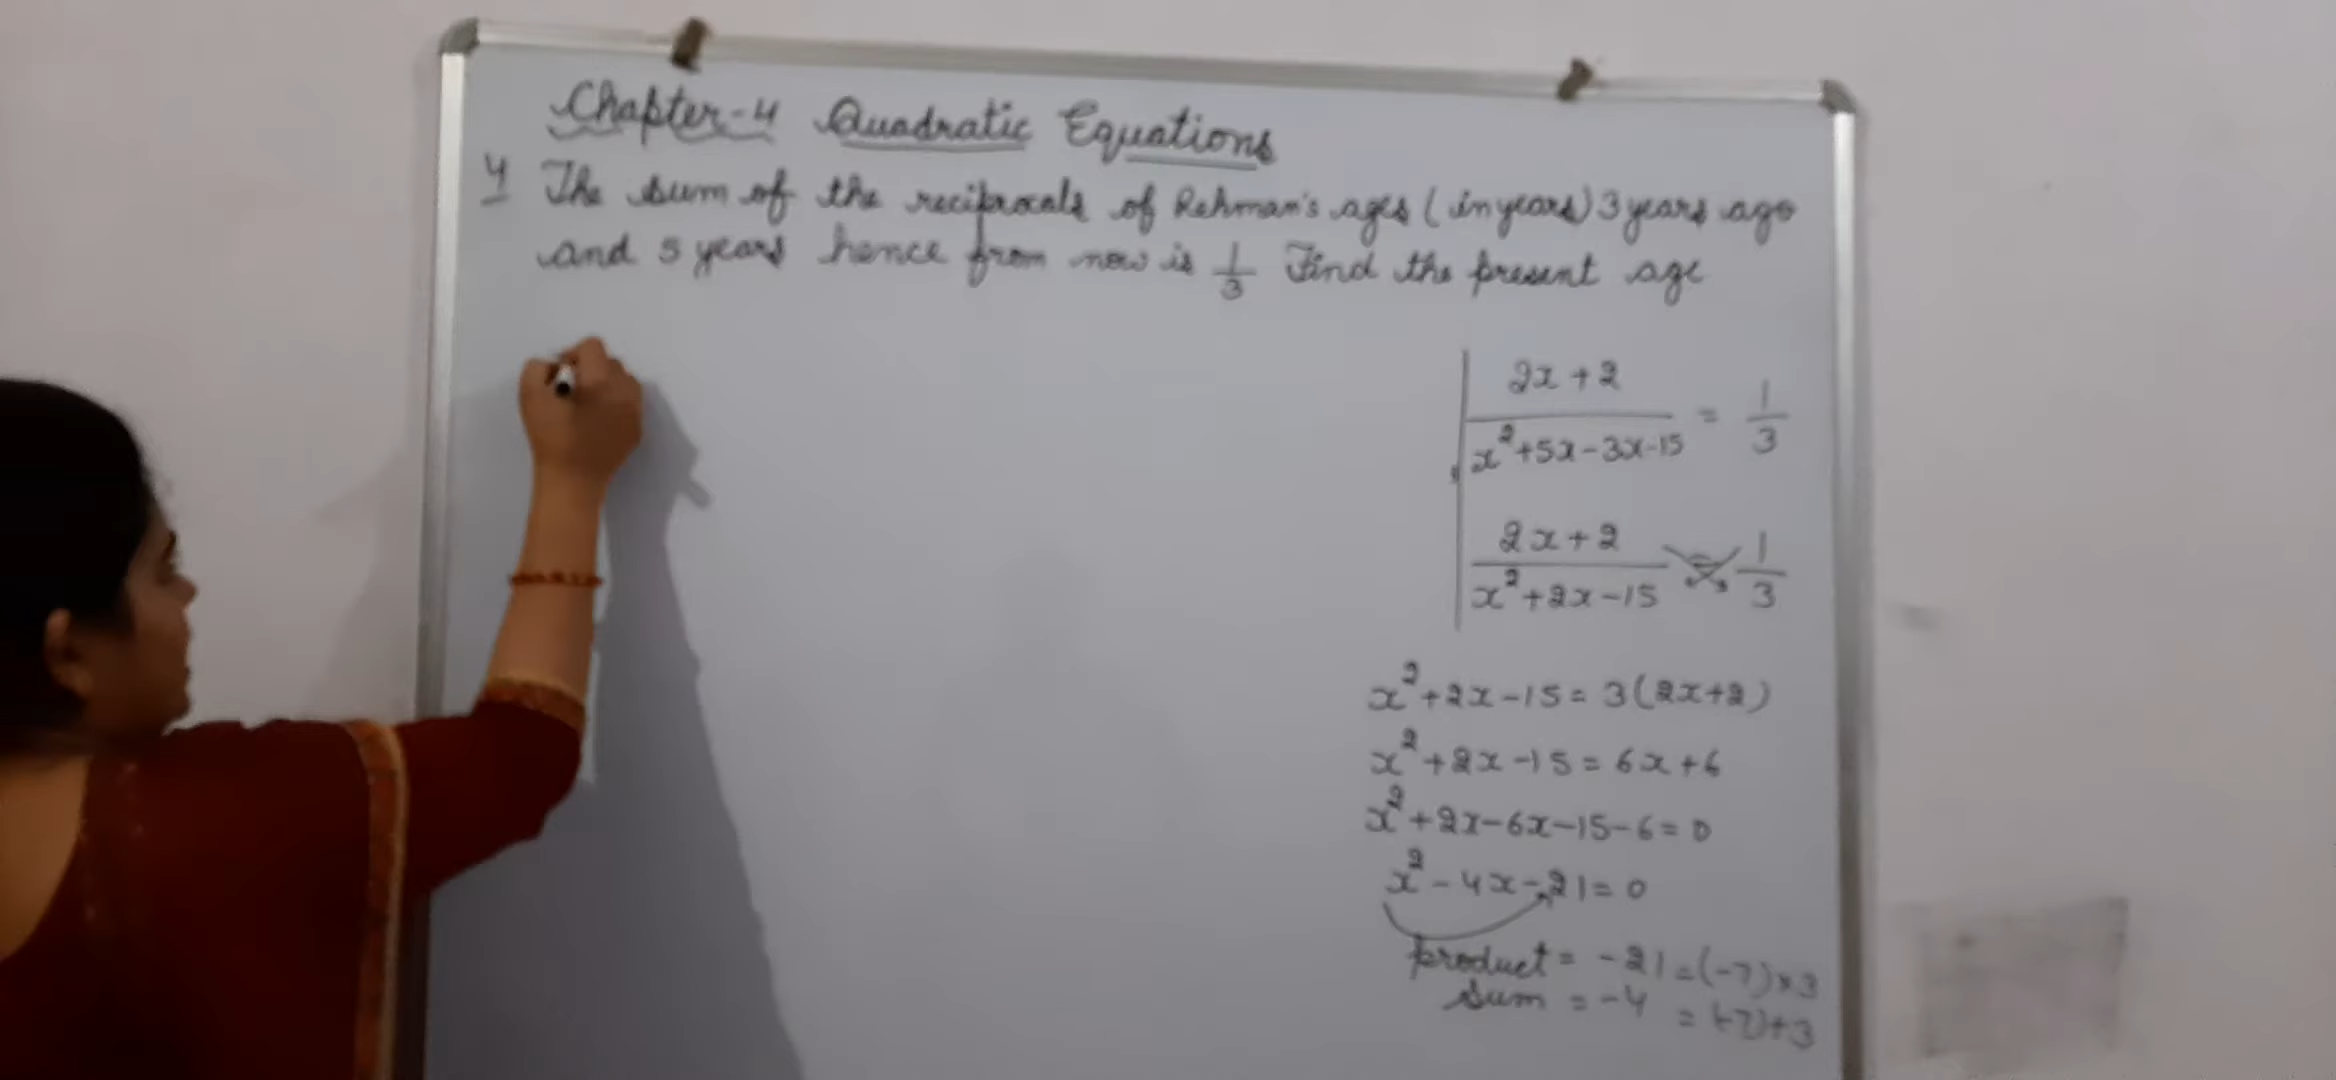 Chapter-4 Quadratic Equations
4 The sum of the reciprocals of Rehman's ages (in years) 3 years ago
and 5 years hence from now is 1/3 Find the present age
(2x+2)/(x²+5x-3x-15) = 1/3
(2x+2)/(x²+2x-15) = 1/3
x²+2x-15=3(2x+2)
x²+2x-15=6x+6
x²+2x-6x-15-6=0
x²-4x-21=0
product = -21=(-7)×3
Sum = -4 = (-7)+3